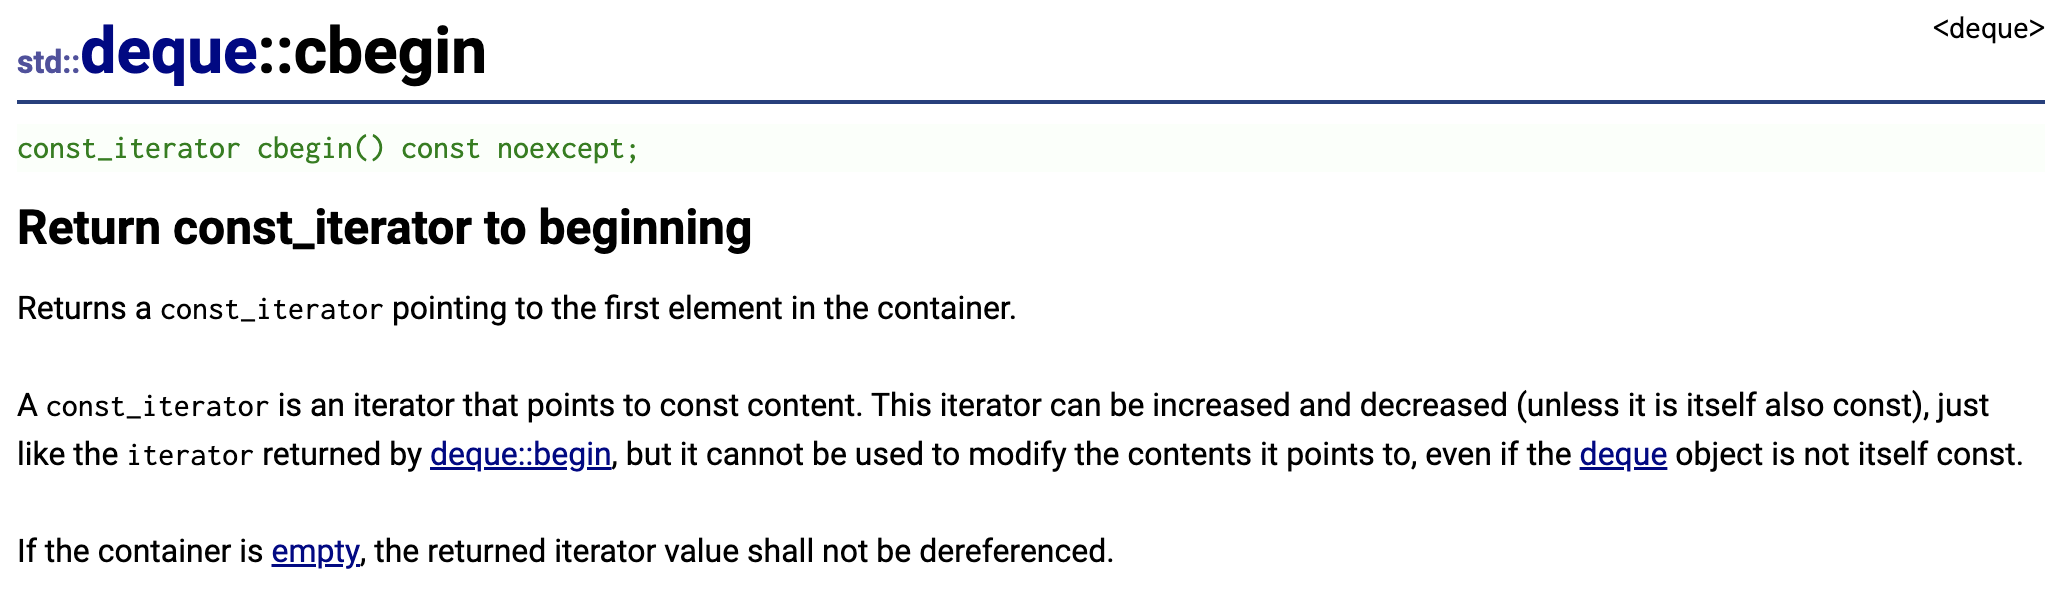 std::deque::cbegin
<deque>
const_iterator cbegin() const noexcept;
Return const_iterator to beginning
Returns a const_iterator pointing to the first element in the container.
A const_iterator is an iterator that points to const content. This iterator can be increased and decreased (unless it is itself also const), just
like the iterator returned by deque::begin, but it cannot be used to modify the contents it points to, even if the deque object is not itself const.
If the container is empty, the returned iterator value shall not be dereferenced.